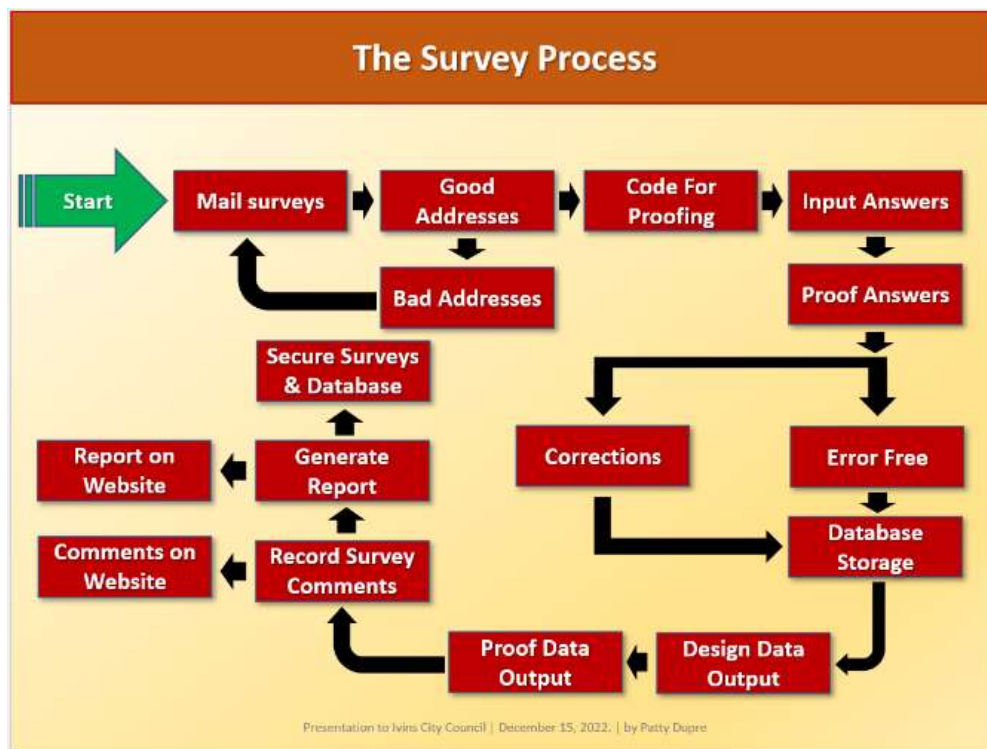 The Survey Process
Start
Mail surveys
Good
Addresses
Code For
Proofing
Input Answers
Bad Addresses
Proof Answers
Secure Surveys
& Database
Report on
Website
Generate
Report
Corrections
Error Free
Comments on
Website
Record Survey
Comments
Database
Storage
Proof Data
Output
Design Data
Output
Presentation to Ivins City Council | December 15, 2022. | by Patty Dupre